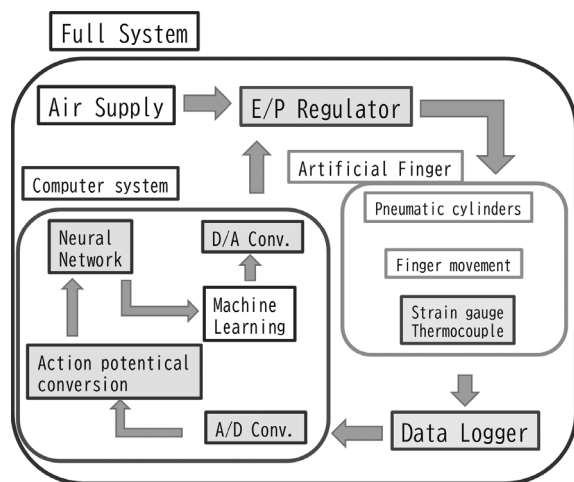 Full System
Air Supply
E/P Regulator
Artificial Finger
Computer system
Pneumatic cylinders
Neural
Network
D/A Conv.
Finger movement
Machine
Learning
Strain gauge
Thermocouple
Action potentical
conversion
A/D Conv.
Data Logger